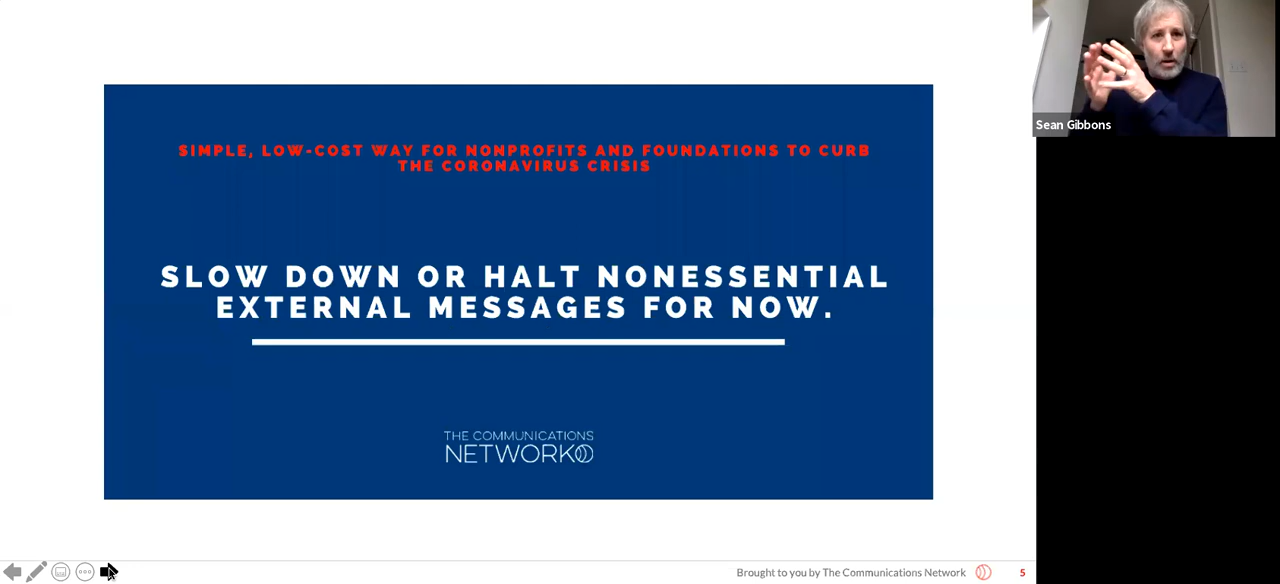 SIMPLE, LOW-COST WAY FOR NONPROFITS AND FOUNDATIONS TO CURB
THE CORONAVIRUS CRISIS
SLOW DOWN OR HALT NONESSENTIAL
EXTERNAL MESSAGES FOR NOW.
THE COMMUNICATIONS
NETWORK
Sean Gibbons
Brought to you by The Communications Network
5